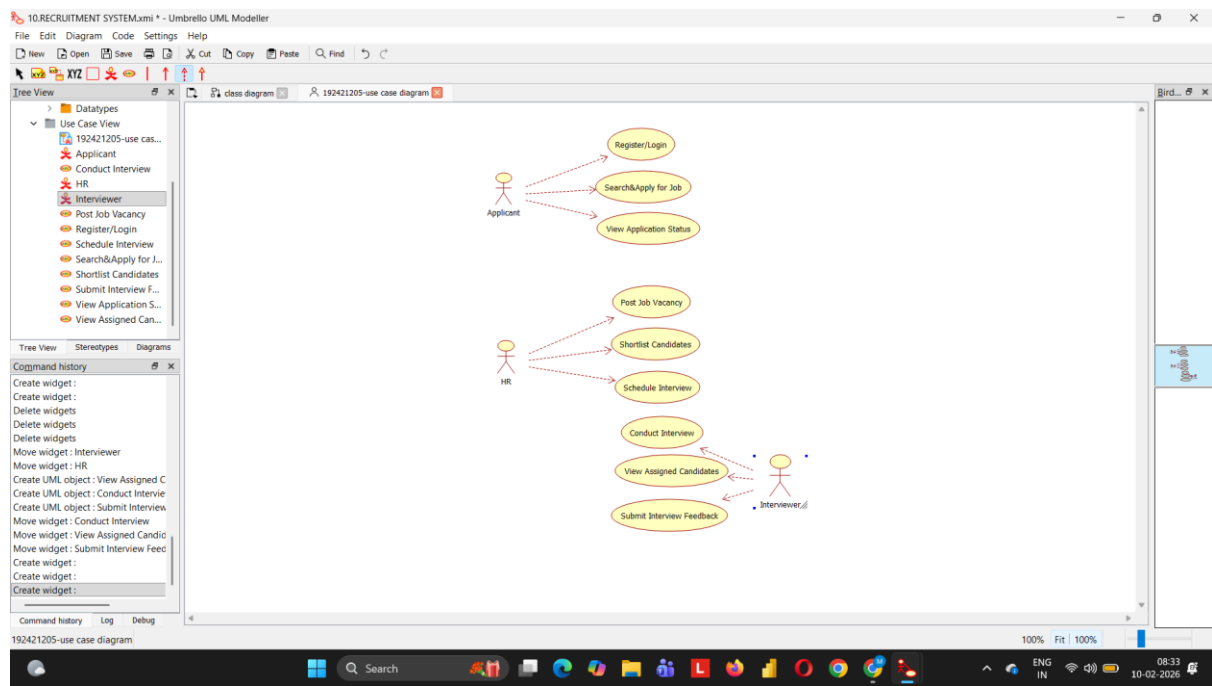 10.RECRUITMENT SYSTEM.xmi * - Umbrello UML Modeller
File Edit Diagram Code Settings Help
New Open Save Cut Copy Paste Find
XYZ XYZ
Tree View
class diagram
192421205-use case diagram
Bird...
Datatypes
Use Case View
192421205-use cas...
Applicant
Conduct Interview
HR
Interviewer
Post Job Vacancy
Register/Login
Schedule Interview
Search&Apply for J...
Shortlist Candidates
Submit Interview F...
View Application S...
View Assigned Can...
Tree View Stereotypes Diagrams
Command history
Create widget :
Create widget :
Delete widgets
Delete widgets
Delete widgets
Move widget : Interviewer
Move widget : HR
Create UML object : View Assigned C
Create UML object : Conduct Intervie
Create UML object : Submit Interview
Move widget : Conduct Interview
Move widget : View Assigned Candid
Move widget : Submit Interview Feed
Create widget :
Create widget :
Create widget :
Command history Log Debug
Register/Login
Search&Apply for Job
Applicant
View Application Status
Post Job Vacancy
Shortlist Candidates
HR
Schedule Interview
Conduct Interview
View Assigned Candidates
Interviewer
Submit Interview Feedback
192421205-use case diagram
100% Fit 100%
Search
L
ENG
IN
08:33
10-02-2026